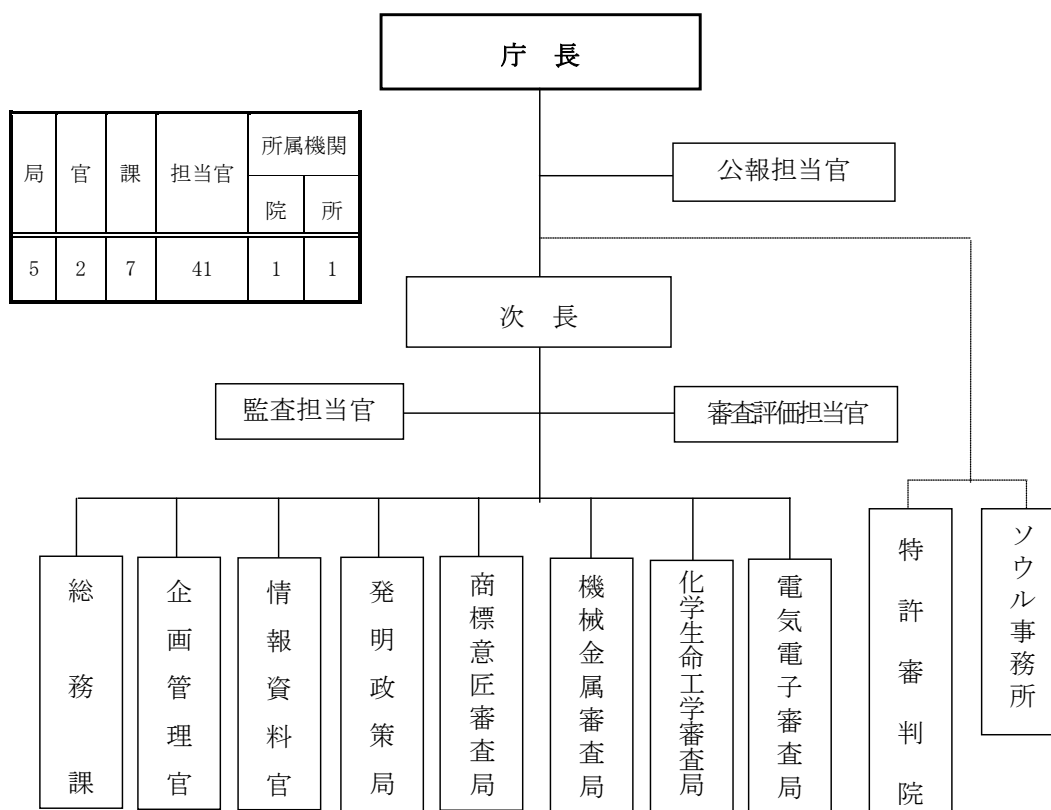 庁 長
局 官 課 担当官 所属機関
院 所
5 2 7 41 1 1
公報担当官
次 長
監査担当官
審査評価担当官
総務課
企画管理官
情報資料官
発明政策局
商標意匠審査局
機械金属審査局
化学生命工学審査局
電気電子審査局
特許審判院
ソウル事務所